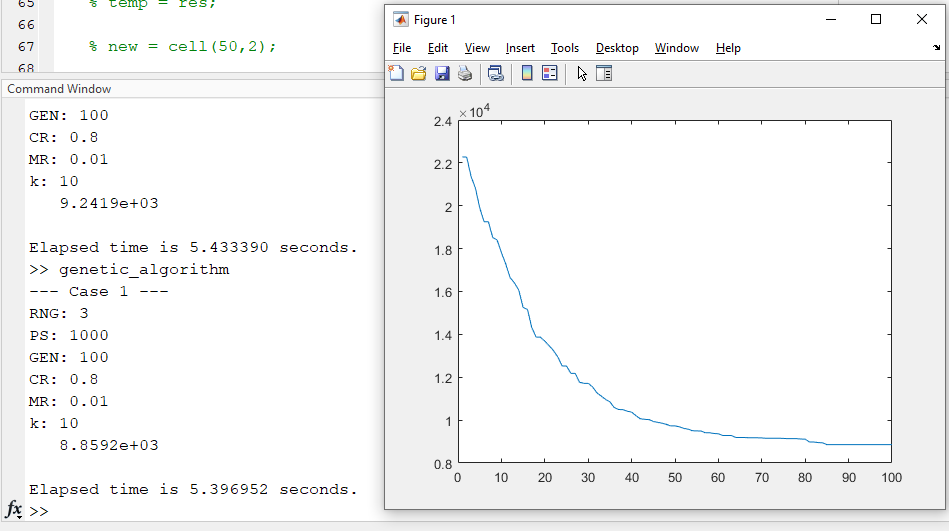 65 % temp = res;
66
67 % new = cell(50,2);
68
Command Window
GEN: 100
CR: 0.8
MR: 0.01
k: 10
9.2419e+03
Elapsed time is 5.433390 seconds.
>> genetic_algorithm
--- Case 1 ---
RNG: 3
PS: 1000
GEN: 100
CR: 0.8
MR: 0.01
k: 10
8.8592e+03
Elapsed time is 5.396952 seconds.
fx >>
Figure 1
File Edit View Insert Tools Desktop Window Help
×10⁴
2.4
2.2
2
1.8
1.6
1.4
1.2
1
0.8
0 10 20 30 40 50 60 70 80 90 100